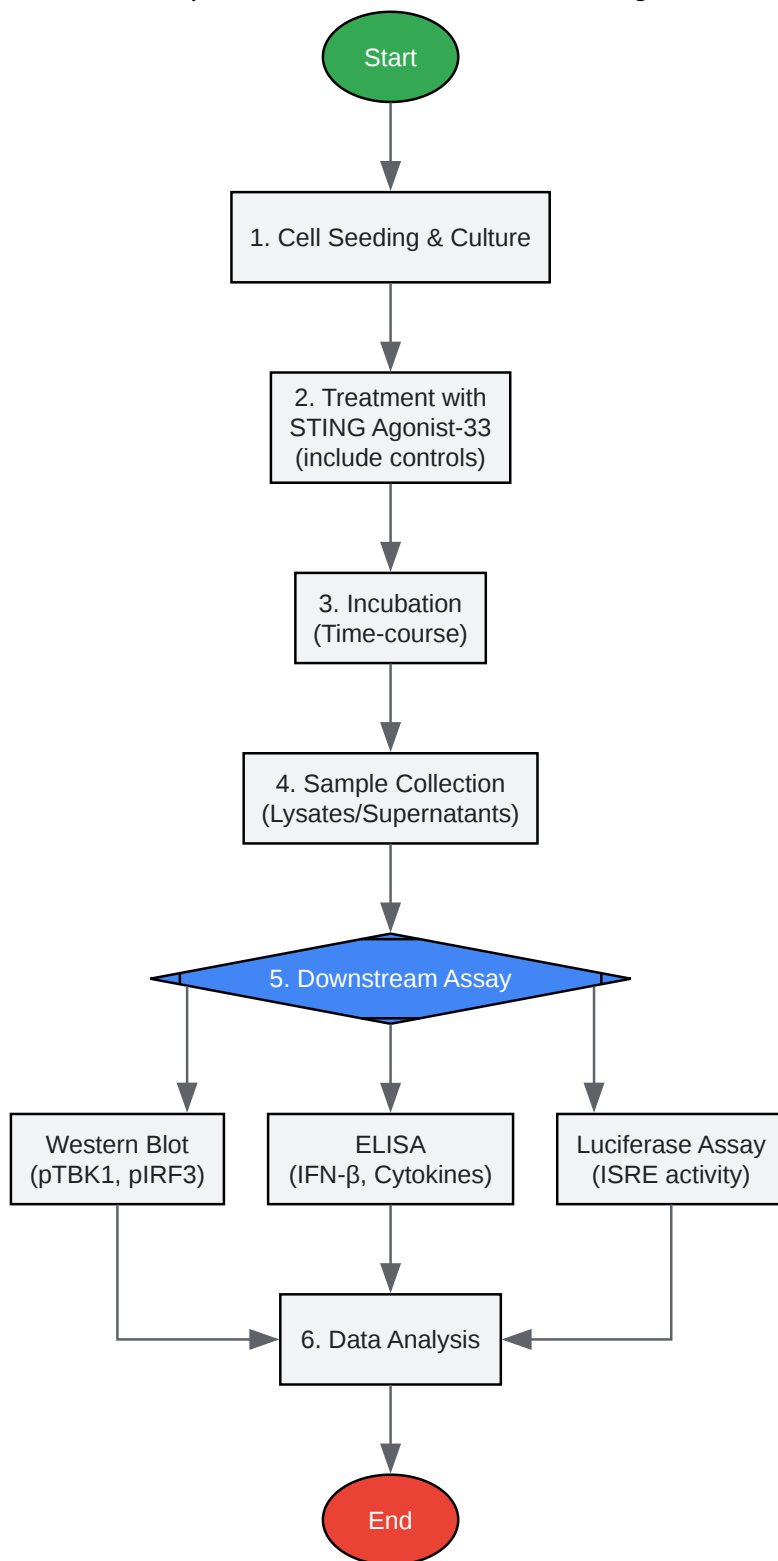 Start
1. Cell Seeding & Culture
2. Treatment with
STING Agonist-33
(include controls)
3. Incubation
(Time-course)
4. Sample Collection
(Lysates/Supernatants)
5. Downstream Assay
Western Blot
(pTBK1, pIRF3)
ELISA
(IFN-β, Cytokines)
Luciferase Assay
(ISRE activity)
6. Data Analysis
End